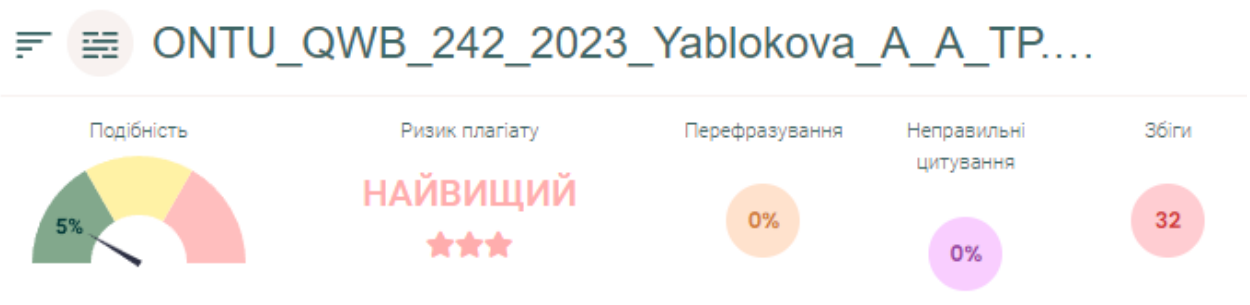 ONTU_QWB_242_2023_Yablokova_A_A_TP....
Подібність
Ризик плагіату
Перефразування
Неправильні
цитування
Збіги
5%
НАЙВИЩИЙ
0%
0%
32